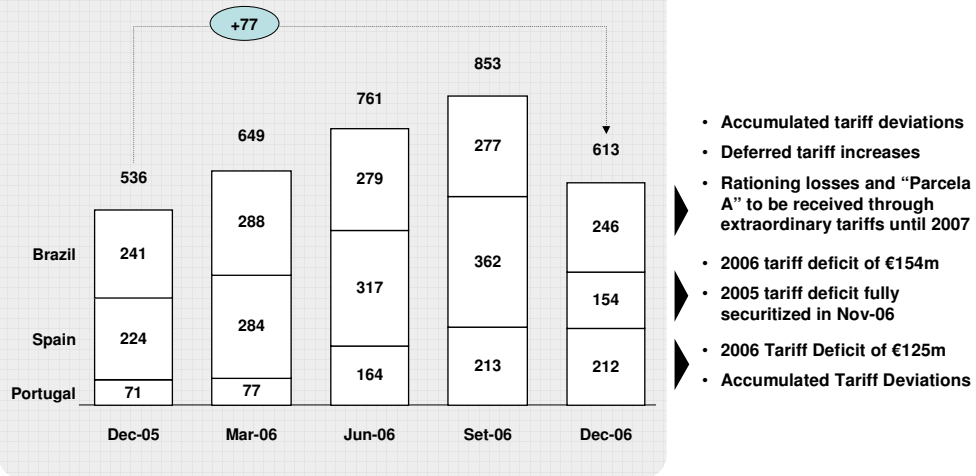 +77
853
761
649
613
536
277
279
288
246
241
362
317
284
154
224
213
212
164
77
71
Brazil
Spain
Portugal
Dec-05
Mar-06
Jun-06
Set-06
Dec-06
• Accumulated tariff deviations
• Deferred tariff increases
• Rationing losses and “Parcela
A” to be received through
extraordinary tariffs until 2007
• 2006 tariff deficit of €154m
• 2005 tariff deficit fully
securitized in Nov-06
• 2006 Tariff Deficit of €125m
• Accumulated Tariff Deviations